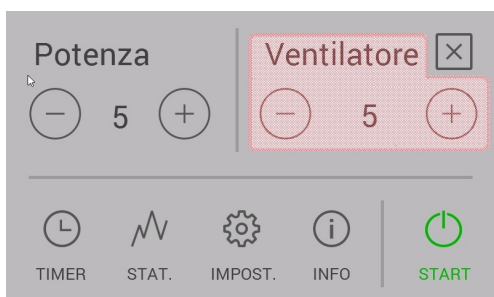 Potenza
Ventilatore
5
5
TIMER
STAT.
IMPOST.
INFO
START